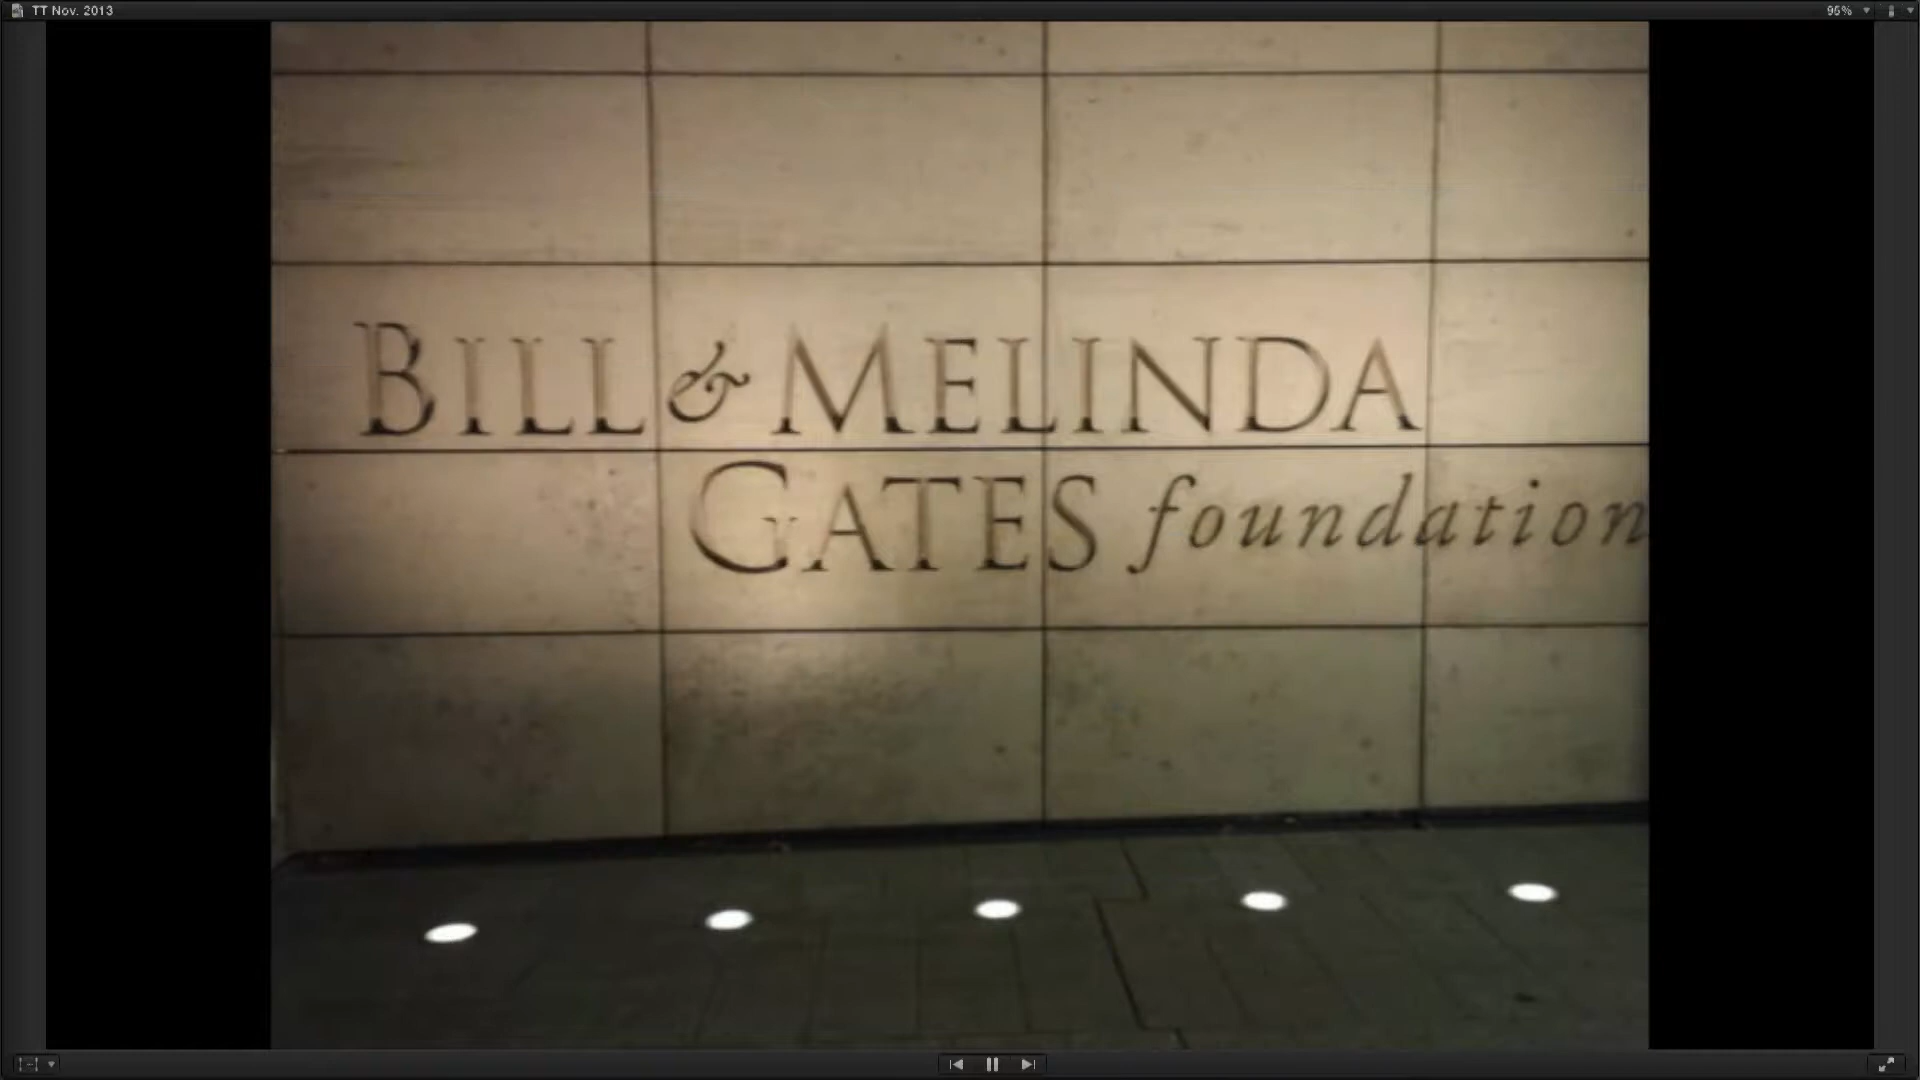 TT Nov. 2013
95%
BILL & MELINDA
GATES foundation